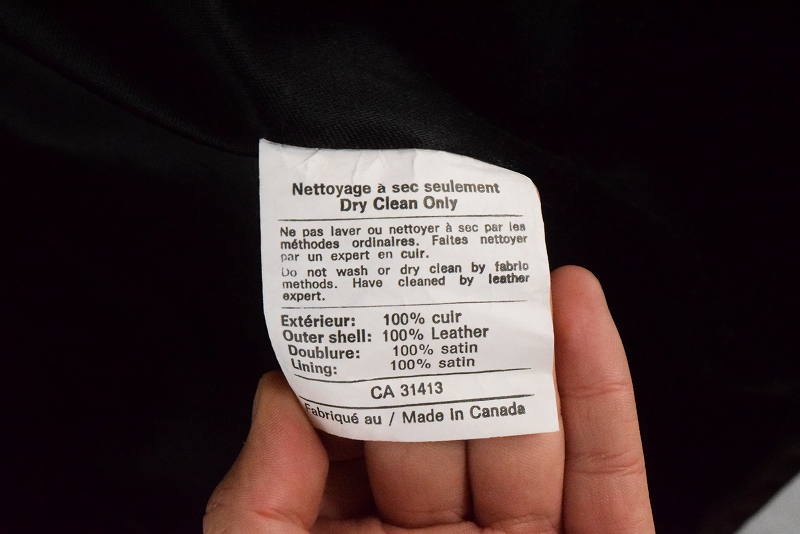 Nettoyage à sec seulement
Dry Clean Only
Ne pas laver ou nettoyer à sec par les
méthodes ordinaires. Faites nettoyer
par un expert en cuir.
Do not wash or dry clean by fabric
methods. Have cleaned by leather
expert.
Extérieur: 100% cuir
Outer shell: 100% Leather
Doublure: 100% satin
Lining: 100% satin
CA 31413
Fabriqué au / Made In Canada